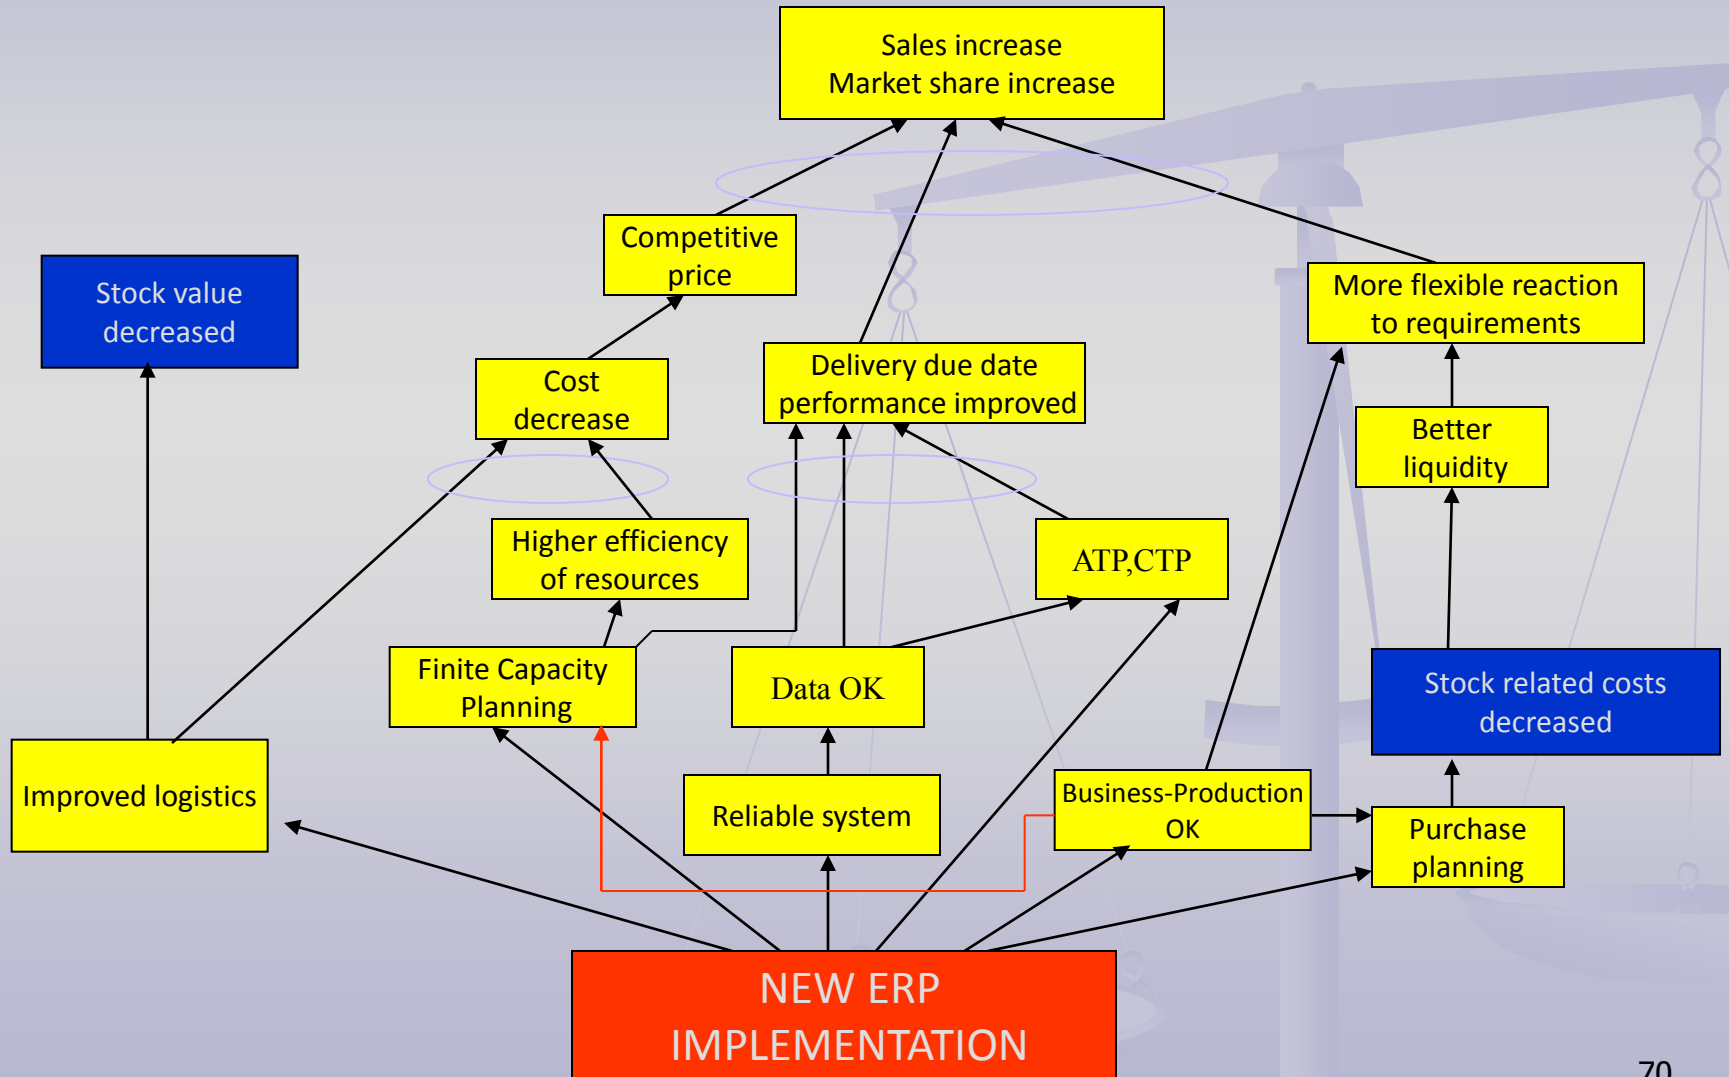 Sales increase
Market share increase
Competitive
price
Stock value
decreased
More flexible reaction
to requirements
Cost
decrease
Delivery due date
performance improved
Better
liquidity
Higher efficiency
of resources
ATP,CTP
Finite Capacity
Planning
Data OK
Stock related costs
decreased
Improved logistics
Reliable system
Business-Production
OK
Purchase
planning
NEW ERP
IMPLEMENTATION
70